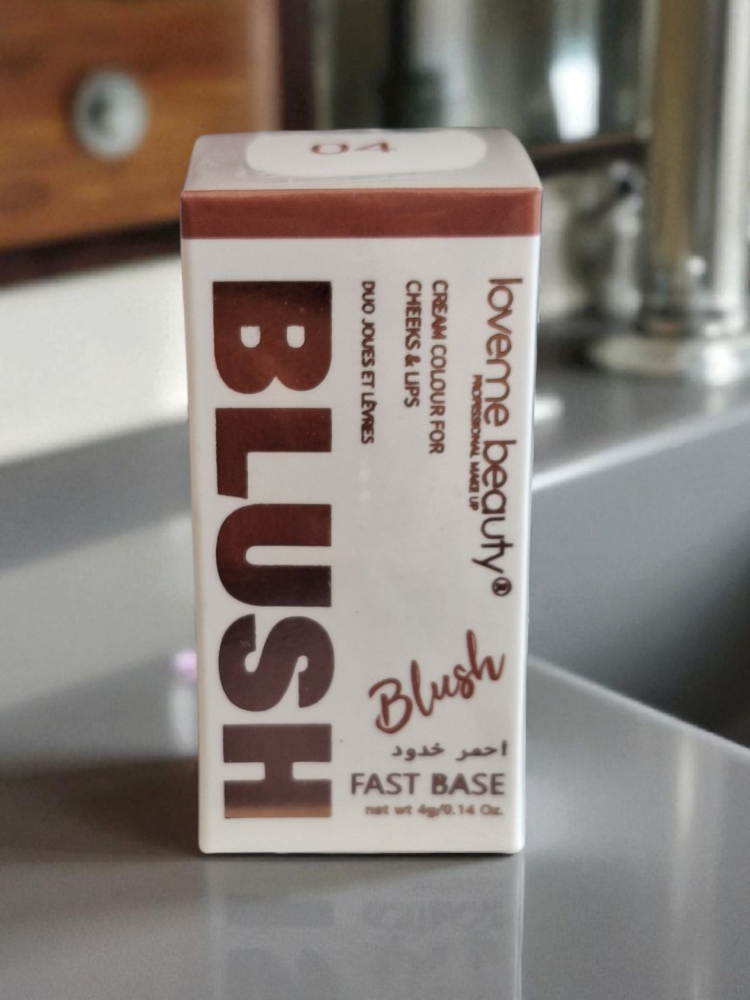 04
loveme beauty®
PROFESSIONAL MAKE UP
CREAM COLOUR FOR
CHEEKS & LIPS
DUO JOUES ET LÈVRES
BLUSH
Blush
احمر خدود
FAST BASE
net wt 4g/0.14 Oz.